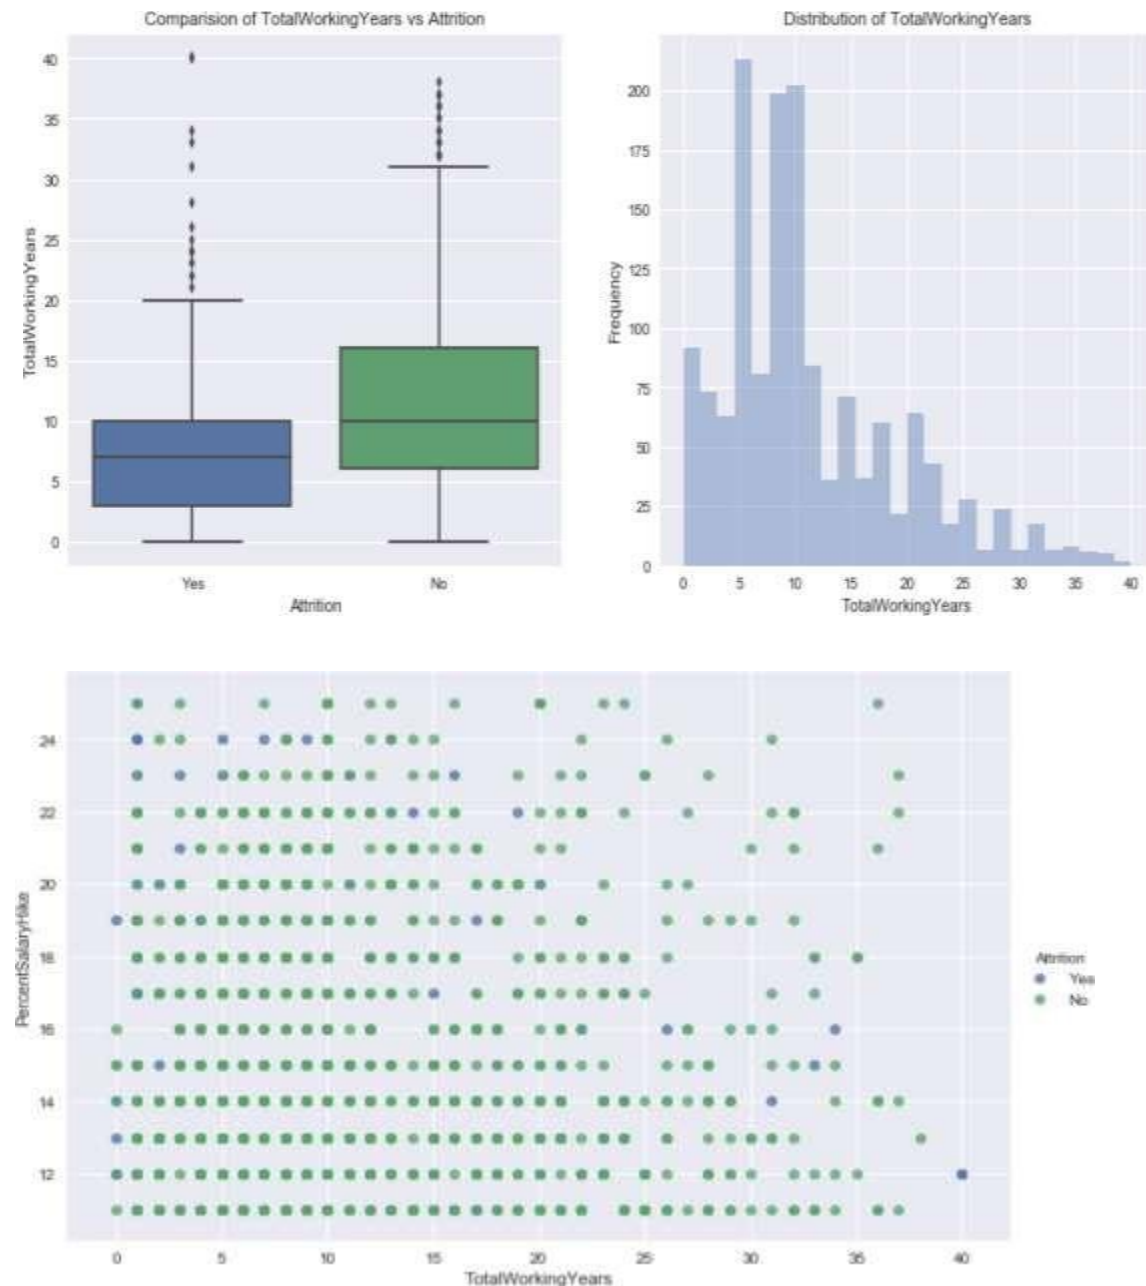 Comparision of TotalWorkingYears vs Attrition
40
35
30
25
20
15
10
5
0
TotalWorkingYears
Yes No
Attrition
Distribution of TotalWorkingYears
200
175
150
125
100
75
50
25
0
Frequency
0 5 10 15 20 25 30 35 40
TotalWorkingYears
24
22
20
18
16
14
12
PercentSalaryHike
0 5 10 15 20 25 30 35 40
TotalWorkingYears
Attrition
Yes
No